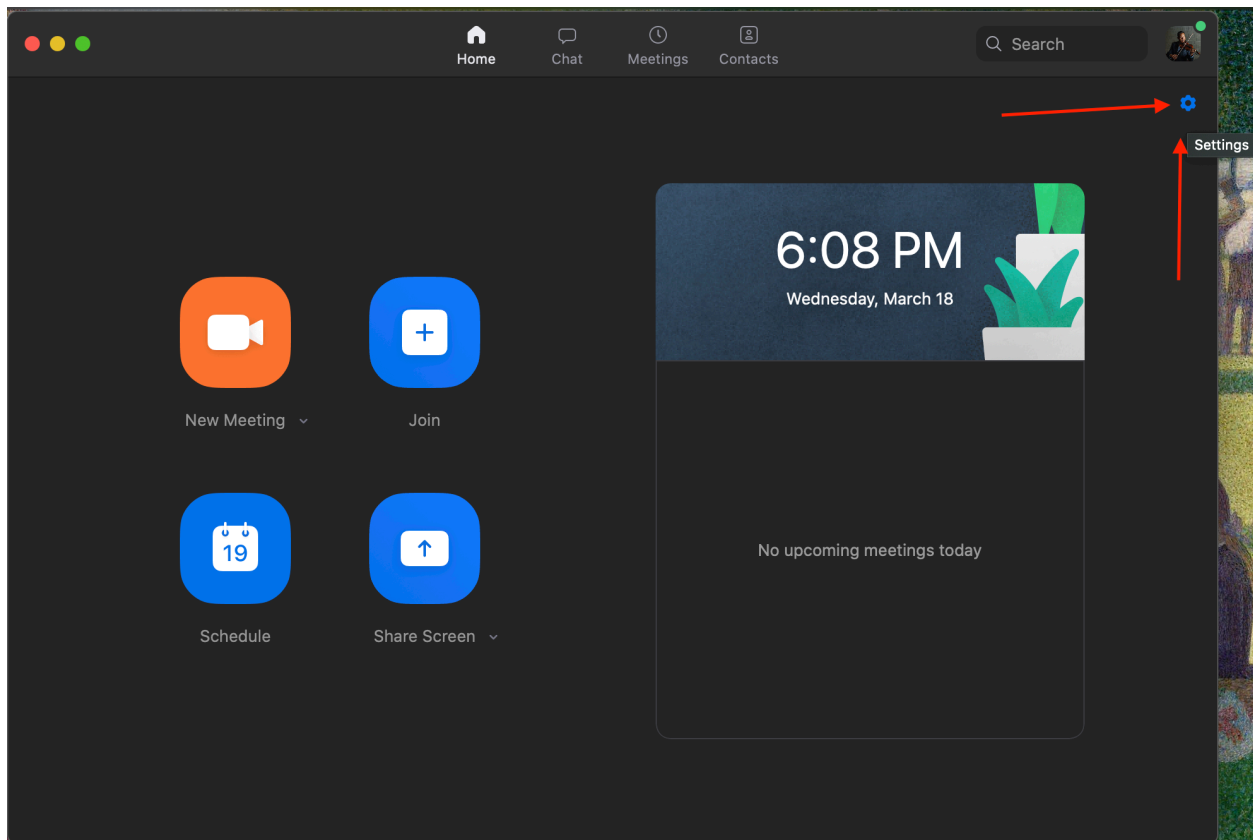 Home
Chat
Meetings
Contacts
Search
Settings
6:08 PM
Wednesday, March 18
New Meeting
Join
19
Schedule
Share Screen
No upcoming meetings today